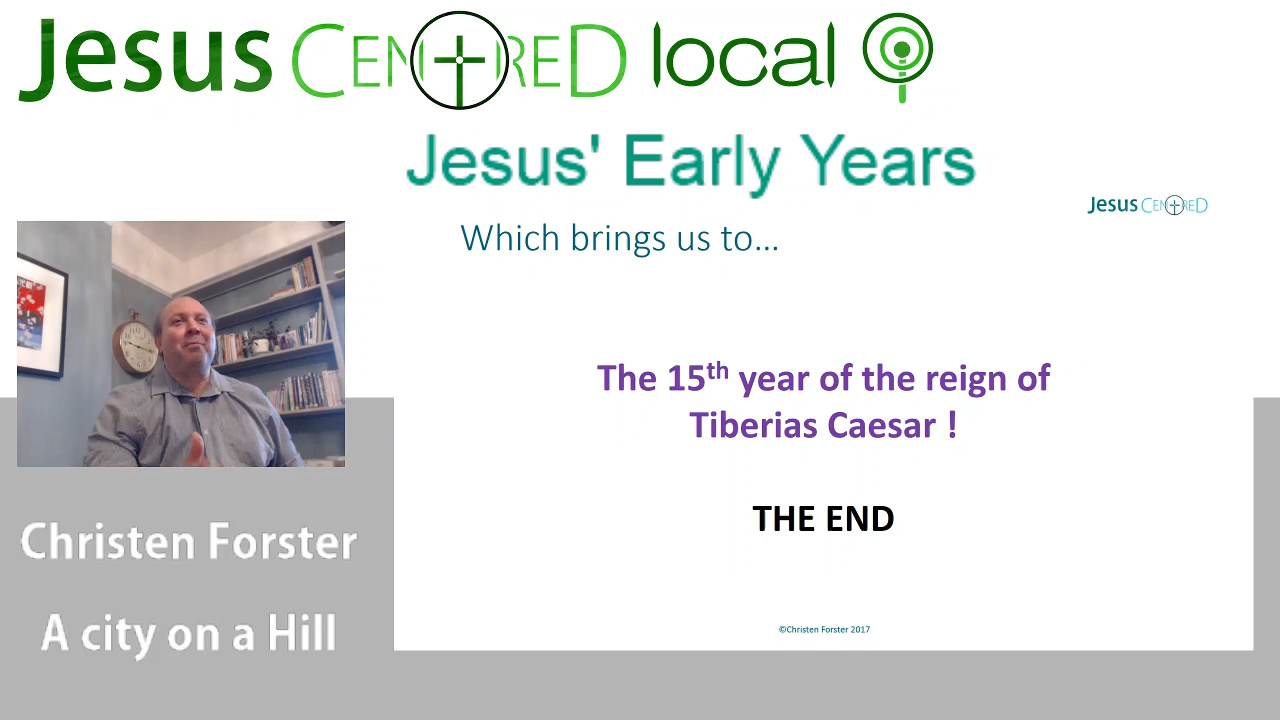 Jesus CENTRED local
Jesus' Early Years
Jesus CENTRED
Which brings us to...
The 15th year of the reign of
Tiberias Caesar !
THE END
©Christen Forster 2017
Christen Forster
A city on a Hill